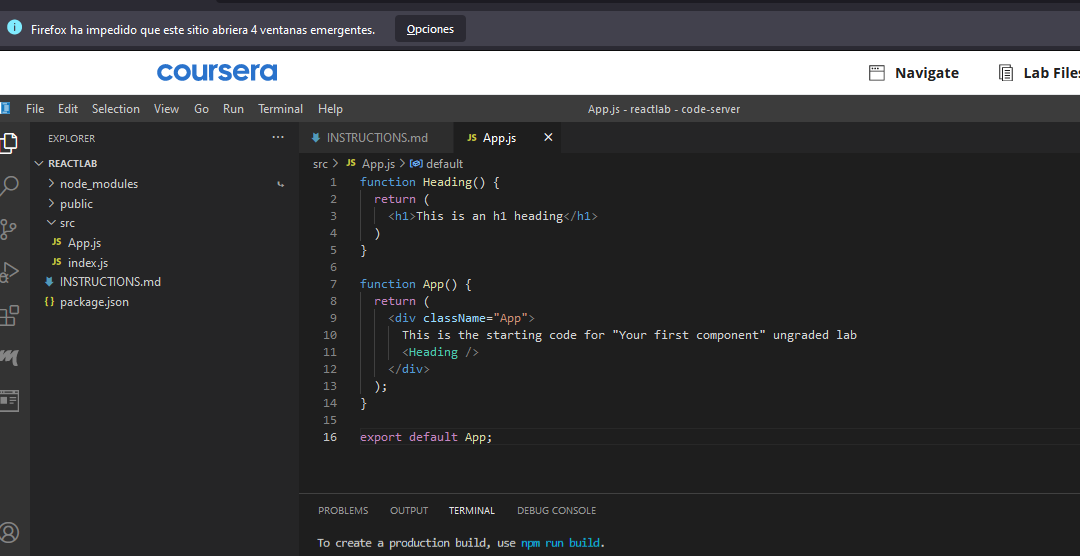 Firefox ha impedido que este sitio abriera 4 ventanas emergentes. Opciones
coursera
Navigate
Lab Files
File Edit Selection View Go Run Terminal Help
App.js - reactlab - code-server
EXPLORER
REACTLAB
node_modules
public
src
JS App.js
JS index.js
INSTRUCTIONS.md
{} package.json
INSTRUCTIONS.md
JS App.js
src > JS App.js > default
1 function Heading() {
2 return (
3 <h1>This is an h1 heading</h1>
4 )
5 }
6
7 function App() {
8 return (
9 <div className="App">
10 This is the starting code for "Your first component" ungraded lab
11 <Heading />
12 </div>
13 );
14 }
15
16 export default App;
PROBLEMS OUTPUT TERMINAL DEBUG CONSOLE
To create a production build, use npm run build.